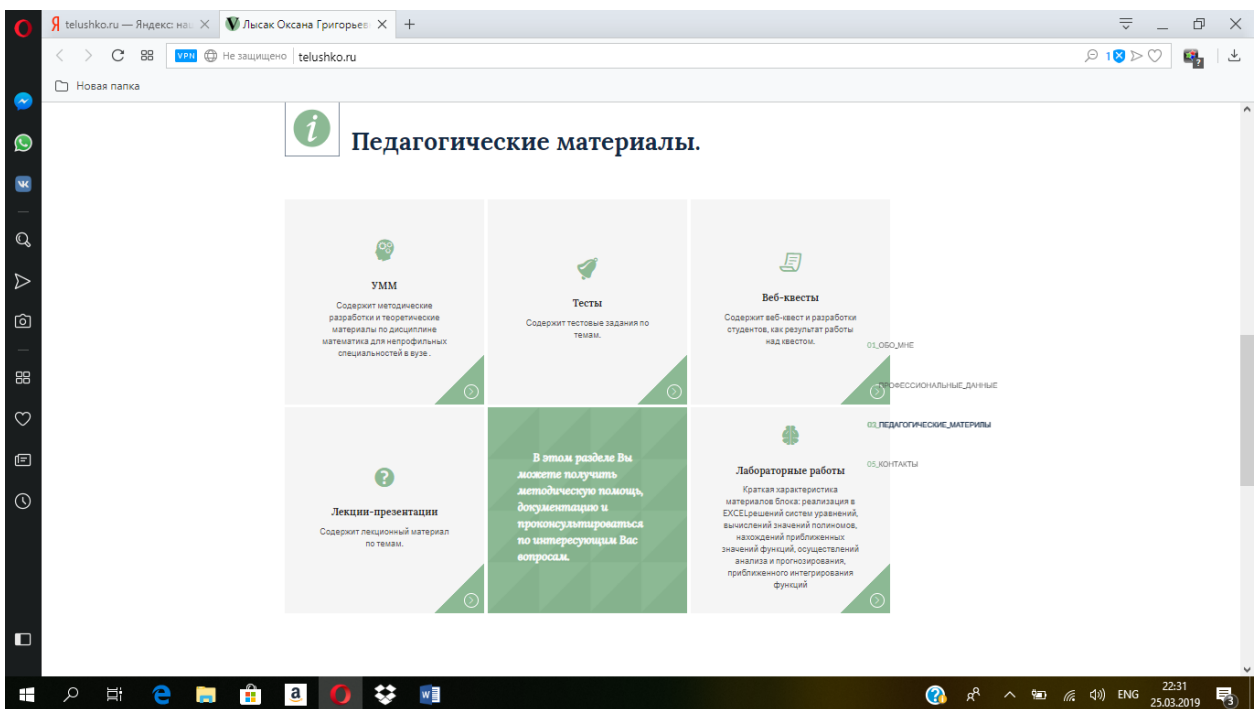 telushko.ru — Яндекс: наш
Лысак Оксана Григорьев
VPN
Не защищено
telushko.ru
1
Новая папка
Педагогические материалы.
УММ
Содержит методические
разработки и теоретические
материалы по дисциплине
математика для непрофильных
специальностей в вузе .
Тесты
Содержит тестовые задания по
темам.
Веб-квесты
Содержит веб-квест и разработки
студентов, как результат работы
над квестом.
01_ОБО_МНЕ
ПРОФЕССИОНАЛЬНЫЕ_ДАННЫЕ
03_ПЕДАГОГИЧЕСКИЕ_МАТЕРИЛЫ
05_КОНТАКТЫ
Лекции-презентации
Содержит лекционный материал
по темам.
В этом разделе Вы
можете получить
методическую помощь,
документацию и
проконсультироваться
по интересующим Вас
вопросам.
Лабораторные работы
Краткая характеристика
материалов блока: реализация в
EXCELрешений систем уравнений,
вычислений значений полиномов,
нахождений приближенных
значений функций, осуществлений
анализа и прогнозирования,
приближенного интегрирования
функций
ENG
22:31
25.03.2019
3